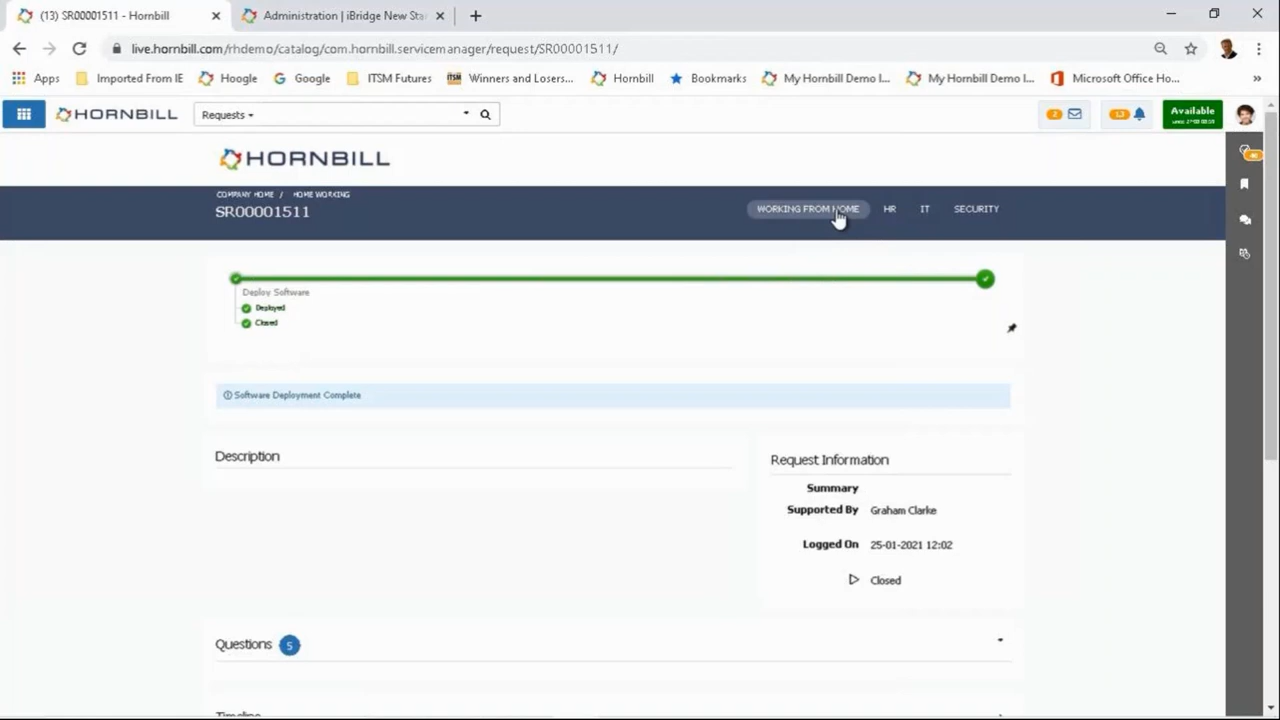 (13) SR00001511 - Hornbill
Administration | iBridge New Star
live.hornbill.com/rhdemo/catalog/com.hornbill.servicemanager/request/SR00001511/
Apps Imported From IE Hoogle Google ITSM Futures Winners and Losers... Hornbill Bookmarks My Hornbill Demo I... My Hornbill Demo I... Microsoft Office Ho... »
HORNBILL Requests 2 13 Available
HORNBILL
COMPANY HOME / HOME WORKING
SR00001511
WORKING FROM HOME HR IT SECURITY
Deploy Software
Deployed
Closed
Software Deployment Complete
Description
Request Information
Summary
Supported By Graham Clarke
Logged On 25-01-2021 12:02
Closed
Questions 5
Timeline